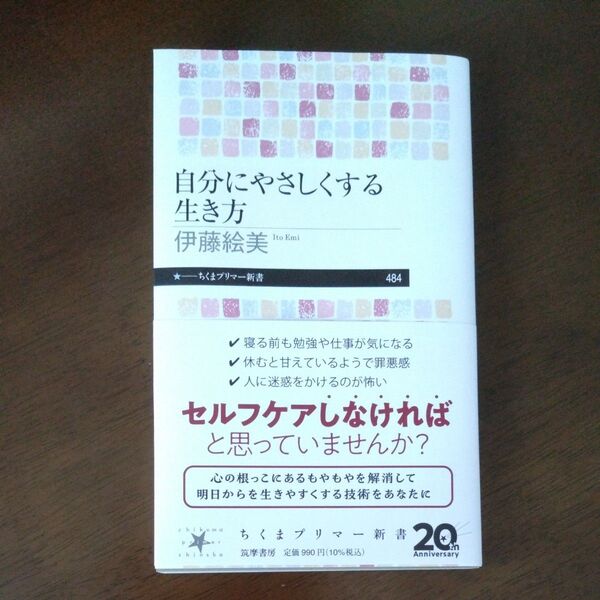 自分にやさしくする
生き方
伊藤絵美 Ito Emi
★──ちくまプリマー新書 484
✔寝る前も勉強や仕事が気になる
✔休むと甘えているようで罪悪感
✔人に迷惑をかけるのが怖い
セルフケアしなければ
と思っていませんか?
心の根っこにあるもやもやを解消して
明日からを生きやすくする技術をあなたに
chikuma
primer
shinsho
ちくまプリマー新書
筑摩書房 定価990円(10%税込)
20th
Anniversary